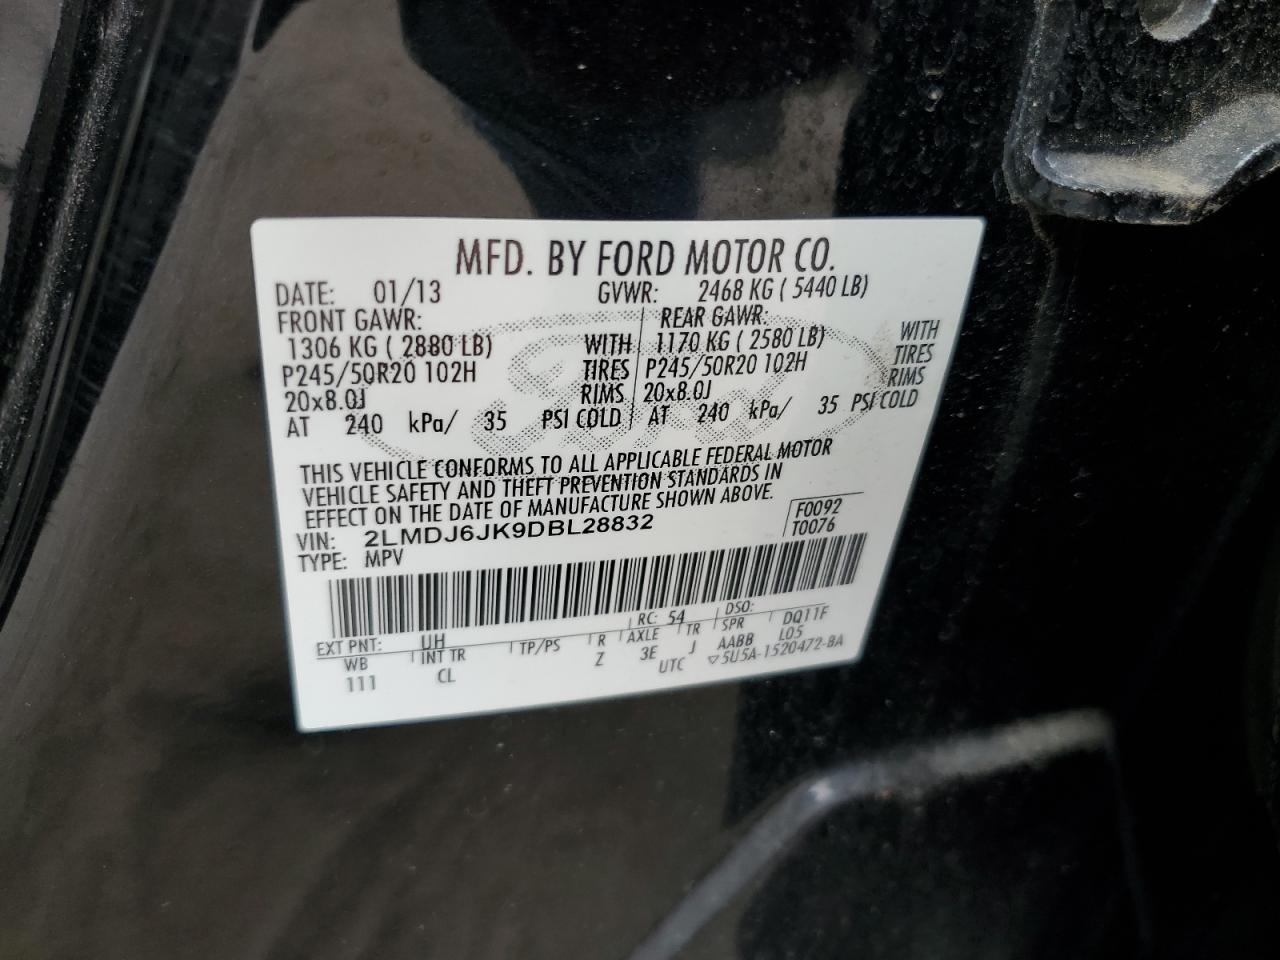 MFD. BY FORD MOTOR CO.
DATE: 01/13 GVWR: 2468 KG ( 5440 LB)
FRONT GAWR: REAR GAWR:
1306 KG ( 2880 LB) WITH 1170 KG ( 2580 LB) WITH
P245/50R20 102H TIRES P245/50R20 102H TIRES
20x8.0J RIMS 20x8.0J RIMS
AT 240 kPa/ 35 PSI COLD AT 240 kPa/ 35 PSI COLD
THIS VEHICLE CONFORMS TO ALL APPLICABLE FEDERAL MOTOR
VEHICLE SAFETY AND THEFT PREVENTION STANDARDS IN
EFFECT ON THE DATE OF MANUFACTURE SHOWN ABOVE.
VIN: 2LMDJ6JK9DBL28832 F0092
TYPE: MPV T0076
EXT PNT: UH RC: 54 DSO:
WB INT TR TP/PS R AXLE TR SPR DQ11F
111 CL Z 3E J AABB L05
UTC ▽5U5A-1520472-BA
Ford